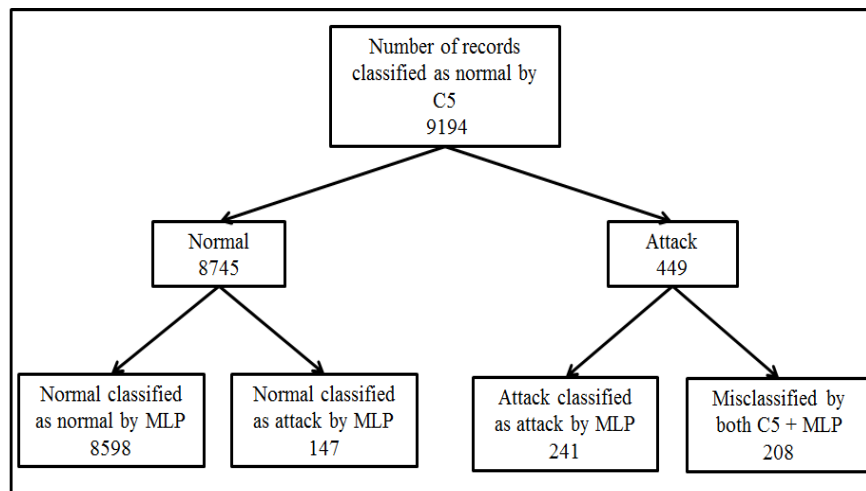 Number of records
classified as normal by
C5
9194
Normal
8745
Attack
449
Normal classified
as normal by MLP
8598
Normal classified
as attack by MLP
147
Attack classified
as attack by MLP
241
Misclassified by
both C5 + MLP
208